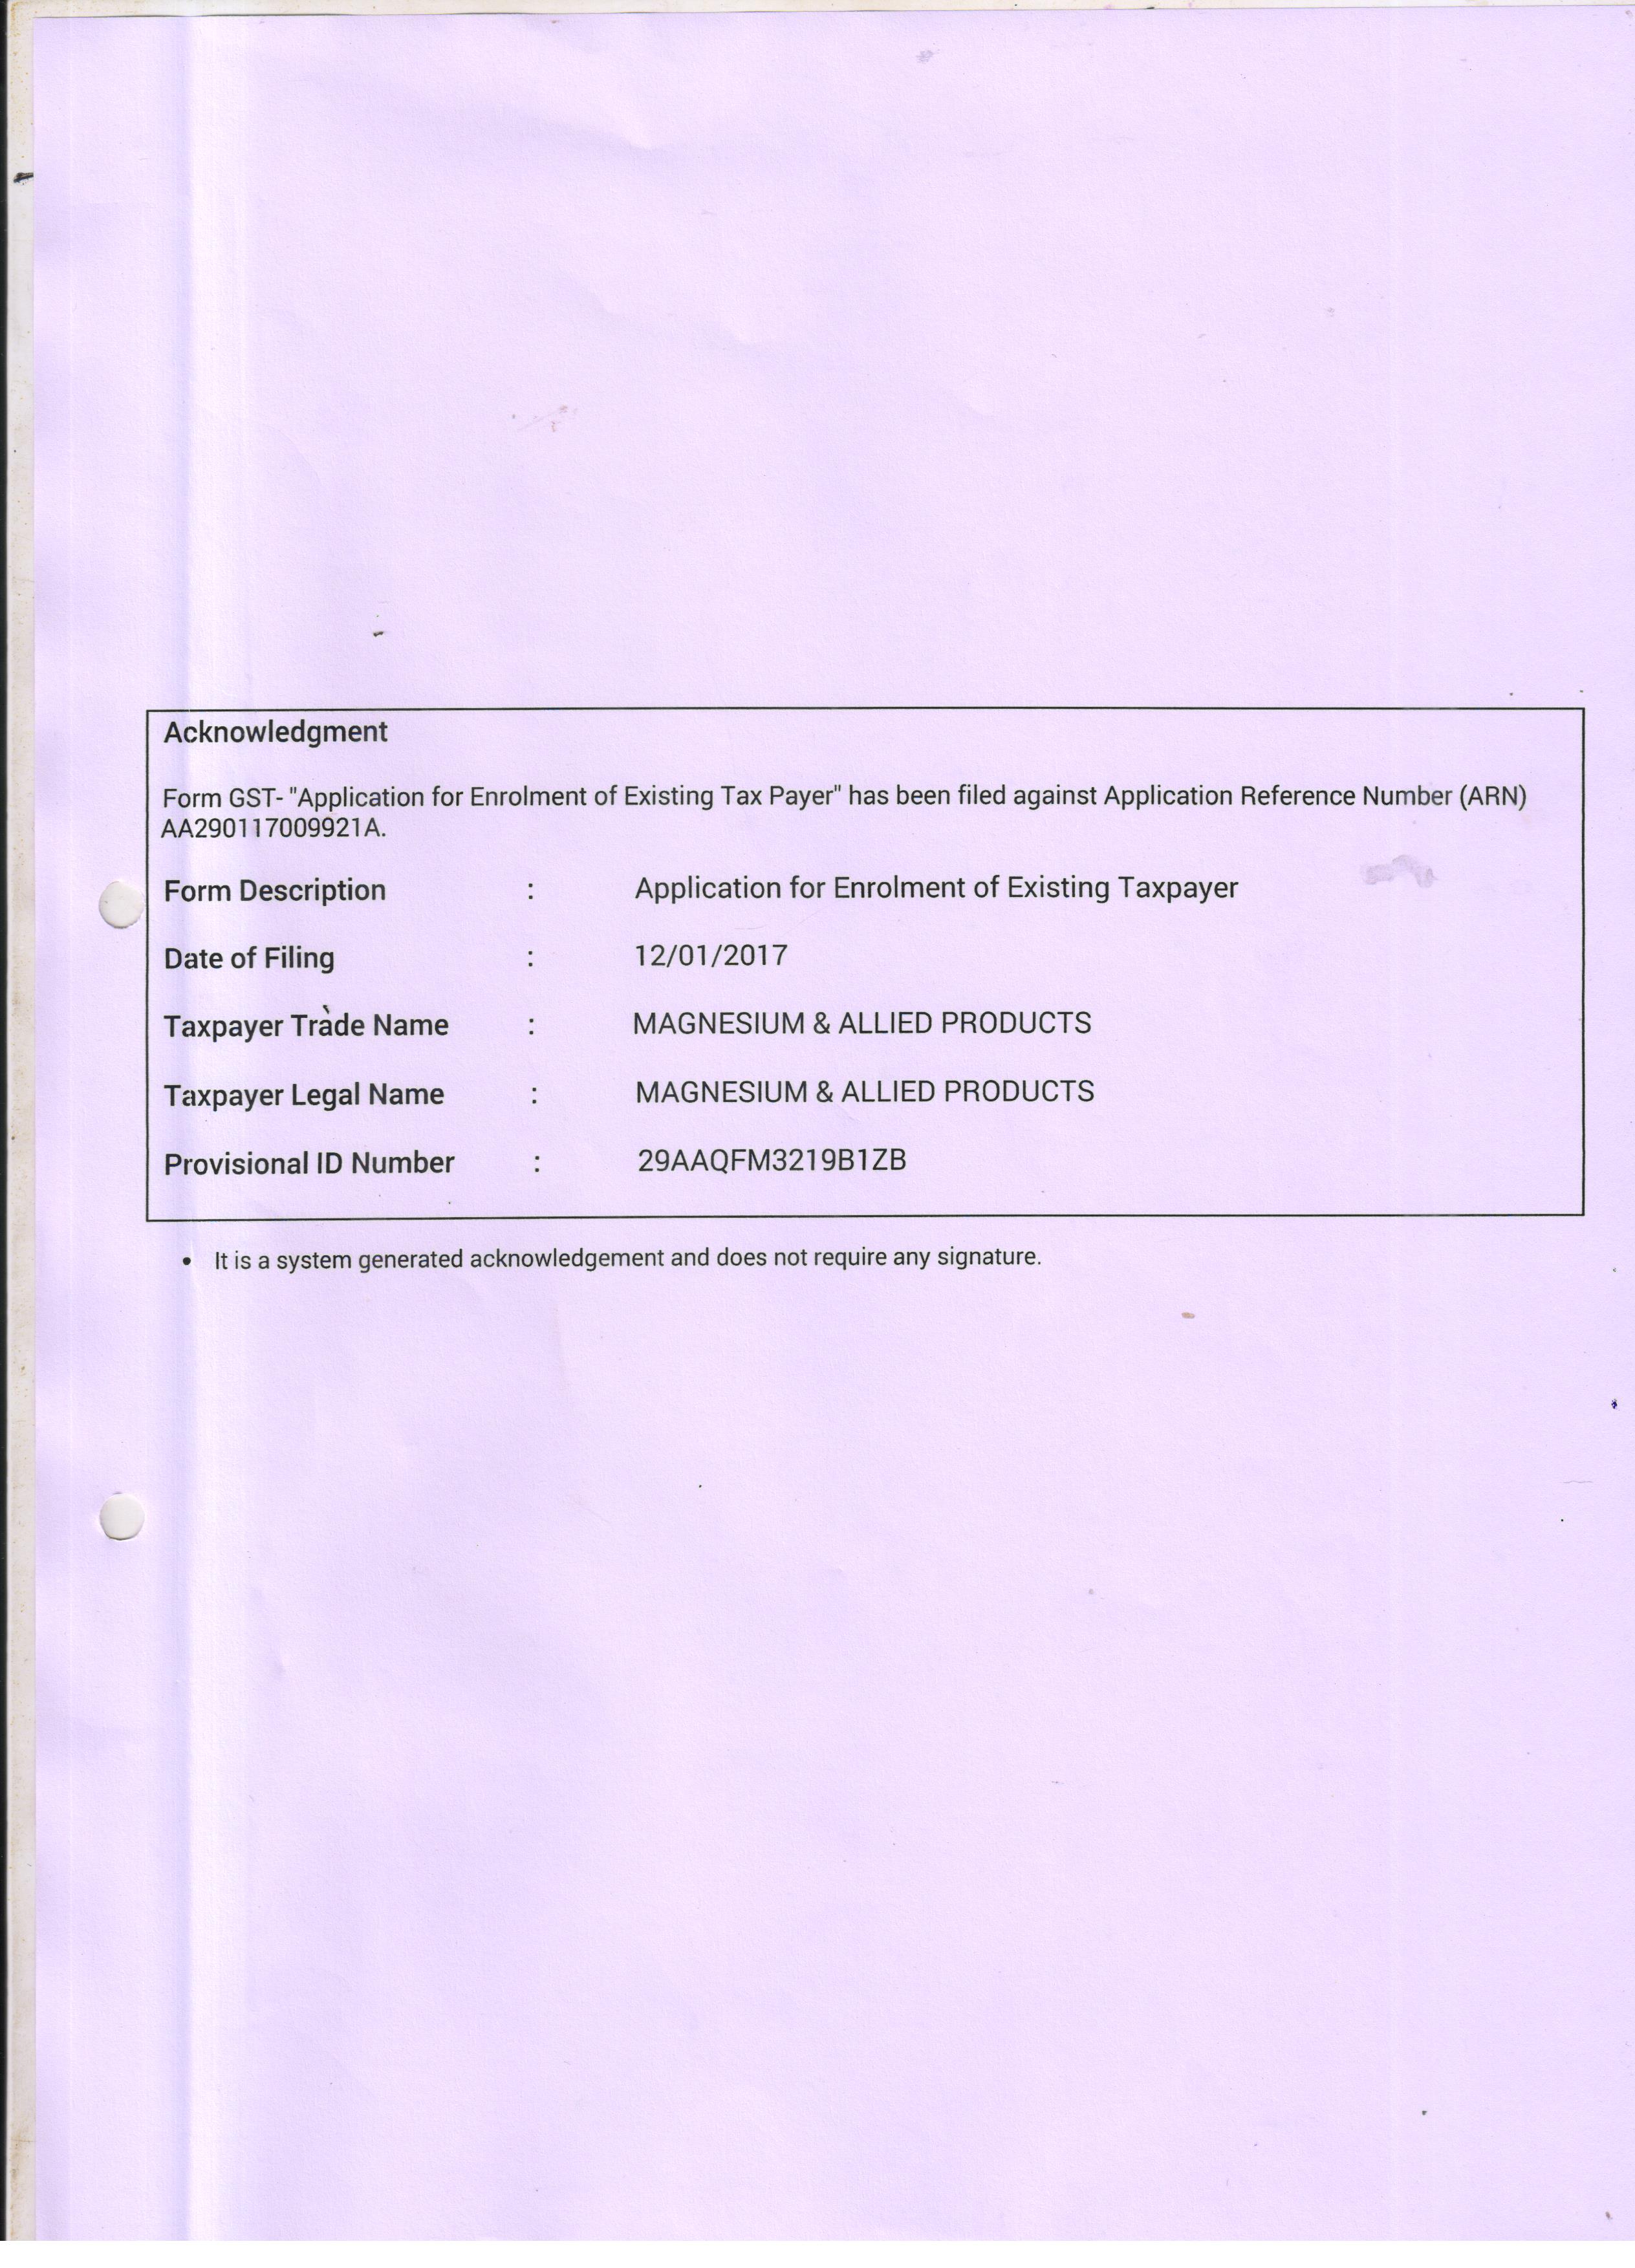 Acknowledgment
Form GST- "Application for Enrolment of Existing Tax Payer" has been filed against Application Reference Number (ARN)
AA290117009921A.
Form Description : Application for Enrolment of Existing Taxpayer
Date of Filing : 12/01/2017
Taxpayer Trade Name : MAGNESIUM & ALLIED PRODUCTS
Taxpayer Legal Name : MAGNESIUM & ALLIED PRODUCTS
Provisional ID Number : 29AAQFM3219B1ZB
• It is a system generated acknowledgement and does not require any signature.